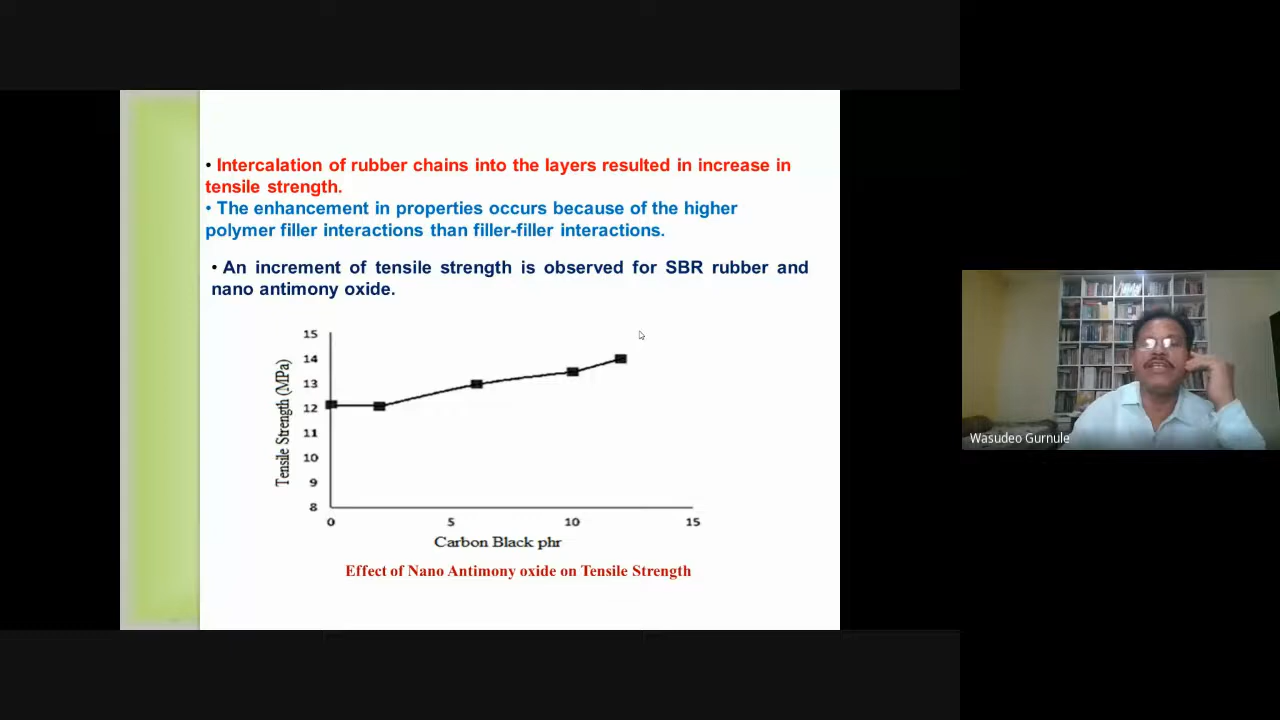 • Intercalation of rubber chains into the layers resulted in increase in
tensile strength.
• The enhancement in properties occurs because of the higher
polymer filler interactions than filler-filler interactions.
• An increment of tensile strength is observed for SBR rubber and
nano antimony oxide.
15
14
13
12
11
10
9
8
Tensile Strength (MPa)
0 5 10 15
Carbon Black phr
Effect of Nano Antimony oxide on Tensile Strength
Wasudeo Gurnule